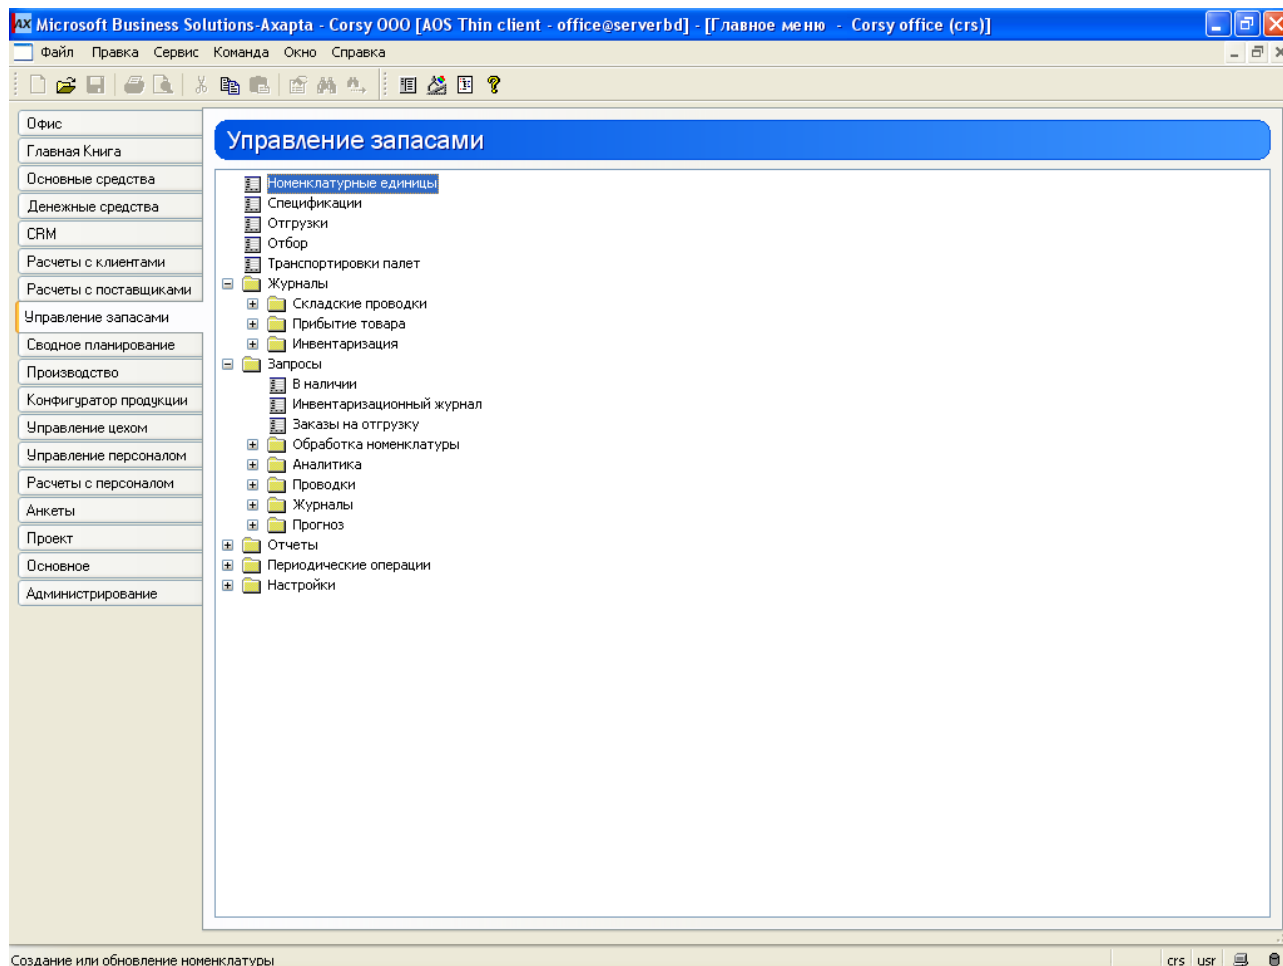 Microsoft Business Solutions-Axapta - Corsy ООО [AOS Thin client - office@serverbd] - [Главное меню - Corsy office (crs)]
Файл Правка Сервис Команда Окно Справка
Офис
Главная Книга
Основные средства
Денежные средства
CRM
Расчеты с клиентами
Расчеты с поставщиками
Управление запасами
Сводное планирование
Производство
Конфигуратор продукции
Управление цехом
Управление персоналом
Расчеты с персоналом
Анкеты
Проект
Основное
Администрирование
Управление запасами
Номенклатурные единицы
Спецификации
Отгрузки
Отбор
Транспортировки палет
Журналы
Складские проводки
Прибытие товара
Инвентаризация
Запросы
В наличии
Инвентаризационный журнал
Заказы на отгрузку
Обработка номенклатуры
Аналитика
Проводки
Журналы
Прогноз
Отчеты
Периодические операции
Настройки
Создание или обновление номенклатуры
crs usr